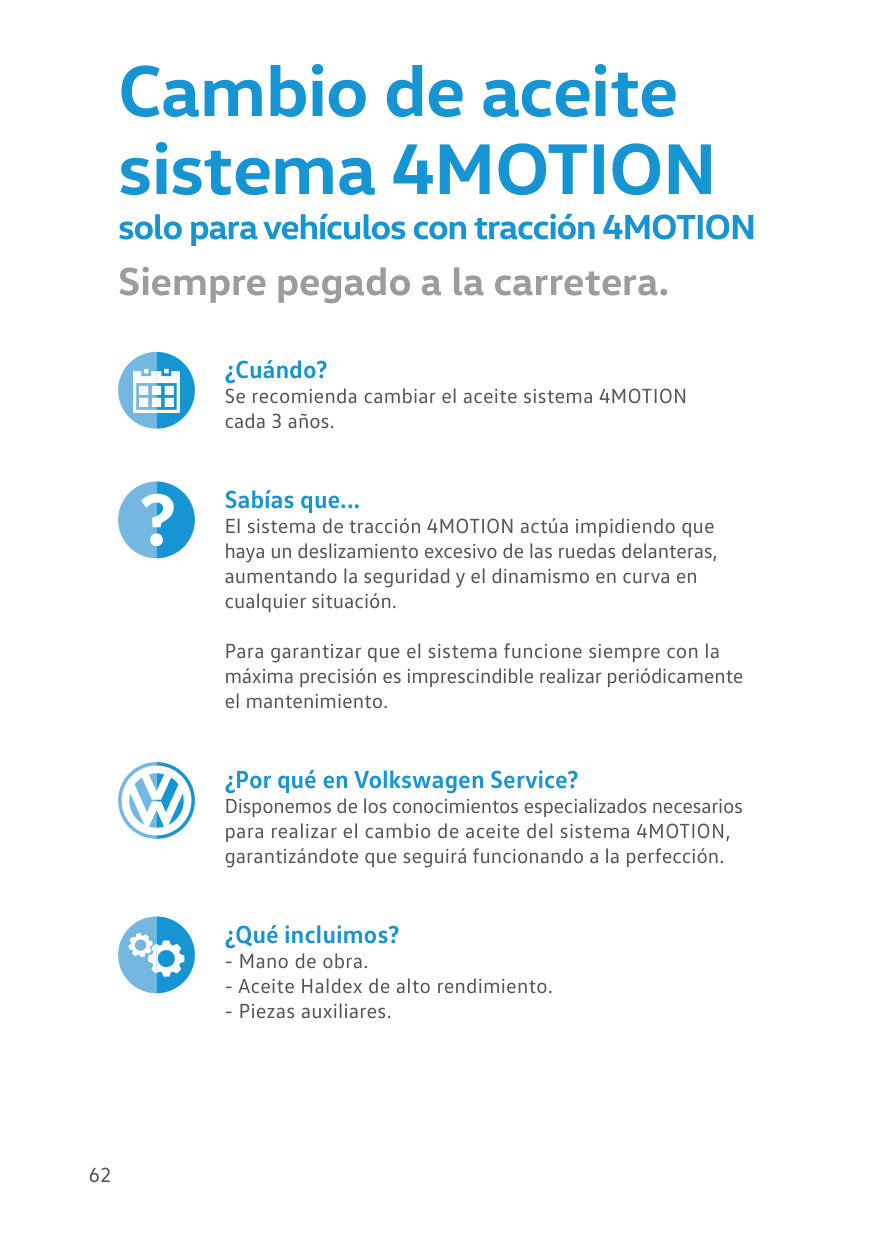 Cambio de aceite
sistema 4MOTION
solo para vehículos con tracción 4MOTION
Siempre pegado a la carretera.
¿Cuándo?
Se recomienda cambiar el aceite sistema 4MOTION
cada 3 años.
?
Sabías que...
El sistema de tracción 4MOTION actúa impidiendo que
haya un deslizamiento excesivo de las ruedas delanteras,
aumentando la seguridad y el dinamismo en curva en
cualquier situación.
Para garantizar que el sistema funcione siempre con la
máxima precisión es imprescindible realizar periódicamente
el mantenimiento.
¿Por qué en Volkswagen Service?
Disponemos de los conocimientos especializados necesarios
para realizar el cambio de aceite del sistema 4MOTION,
garantizándote que seguirá funcionando a la perfección.
¿Qué incluimos?
- Mano de obra.
- Aceite Haldex de alto rendimiento.
- Piezas auxiliares.
62